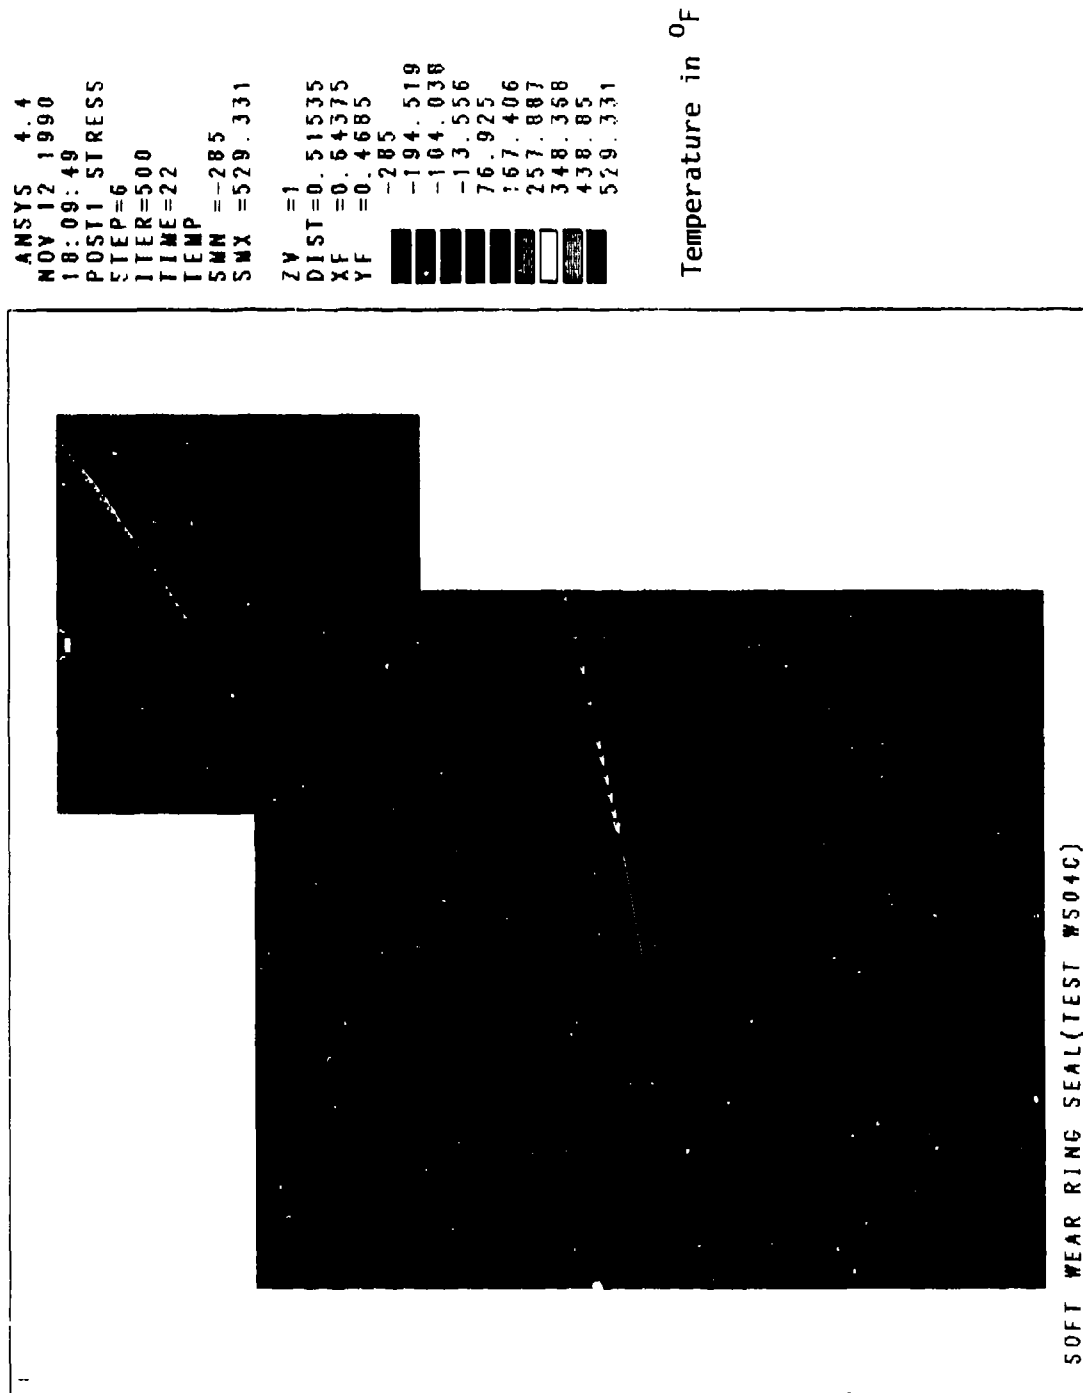 ANSYS 4.4
NOV 12 1990
18:09:49
POST1 STRESS
STEP=6
ITER=500
TIME=22
TEMP
SMN =-285
SMX =529.331
ZV =1
DIST=0.51535
XF =0.64375
YF =0.4685
-285
-194.519
-104.038
-13.556
76.925
167.406
257.887
348.368
438.85
529.331
Temperature in °F
SOFT WEAR RING SEAL(TEST WS04C)